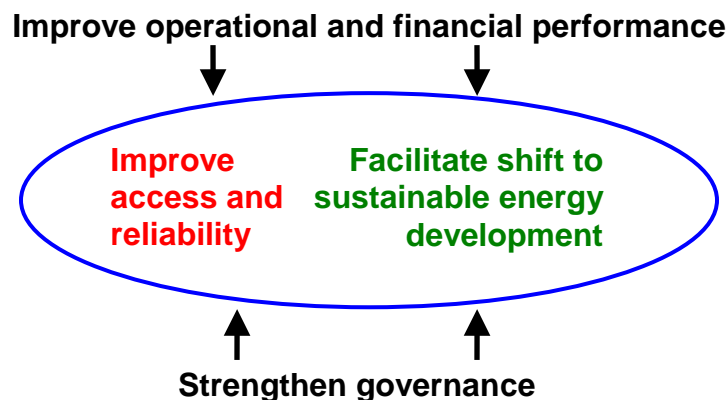 Improve operational and financial performance
Improve
access and
reliability
Facilitate shift to
sustainable energy
development
Strengthen governance